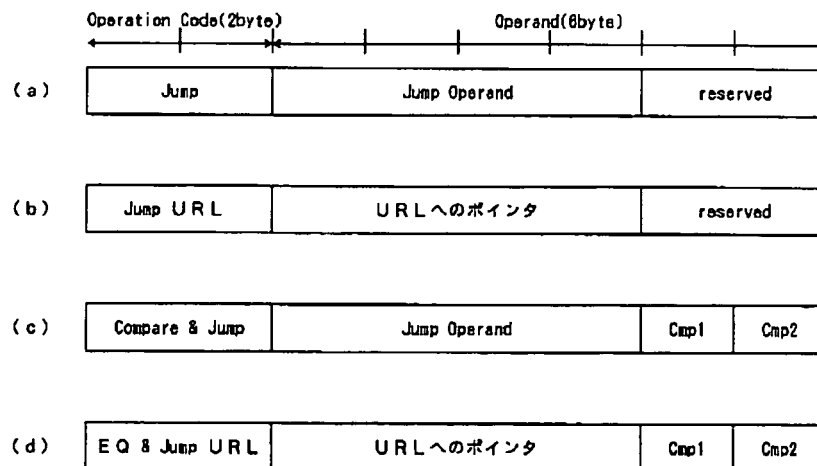 Operation Code(2byte) Operand(6byte)
(a) Jump Jump Operand reserved
(b) Jump URL URLへのポインタ reserved
(c) Compare & Jump Jump Operand Cmp1 Cmp2
(d) EQ & Jump URL URLへのポインタ Cmp1 Cmp2